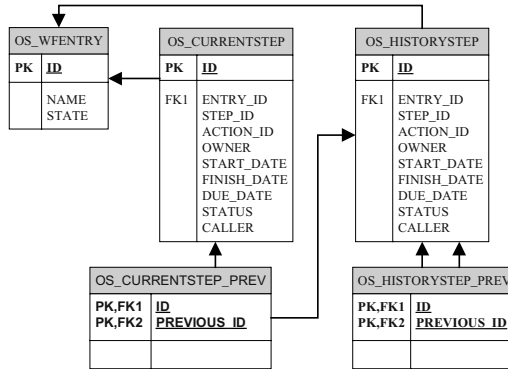 OS_WFENTRY
PK ID
NAME
STATE
OS_CURRENTSTEP
PK ID
FK1 ENTRY_ID
STEP_ID
ACTION_ID
OWNER
START_DATE
FINISH_DATE
DUE_DATE
STATUS
CALLER
OS_HISTORYSTEP
PK ID
FK1 ENTRY_ID
STEP_ID
ACTION_ID
OWNER
START_DATE
FINISH_DATE
DUE_DATE
STATUS
CALLER
OS_CURRENTSTEP_PREV
PK,FK1 ID
PK,FK2 PREVIOUS_ID
OS_HISTORYSTEP_PREV
PK,FK1 ID
PK,FK2 PREVIOUS_ID